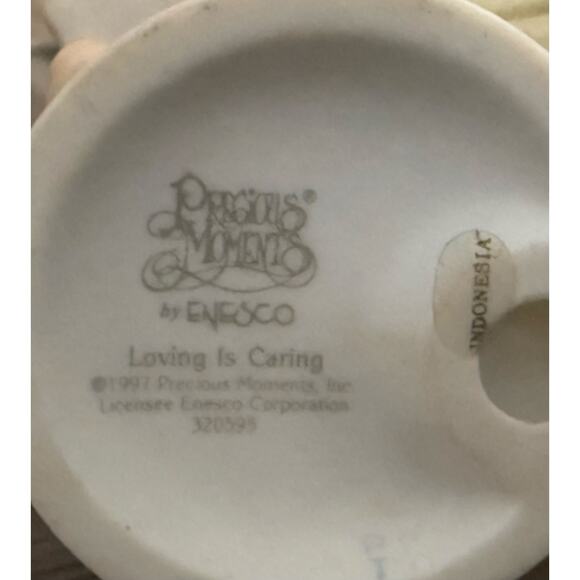 PRECIOUS®
MOMENTS
by ENESCO
Loving Is Caring
©1997 Precious Moments, Inc.
Licensee Enesco Corporation
320595
INDONESIA